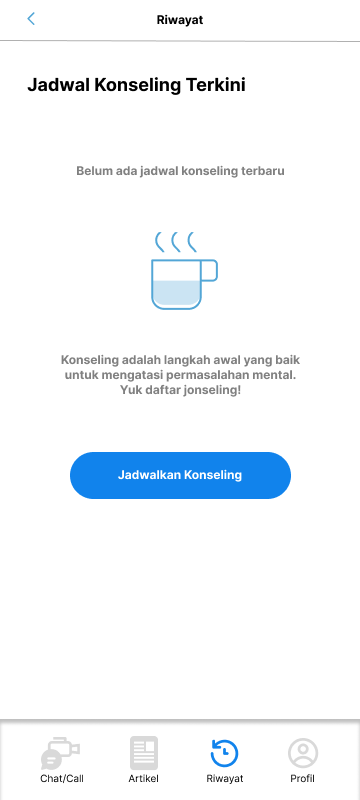 Riwayat
Jadwal Konseling Terkini
Belum ada jadwal konseling terbaru
Konseling adalah langkah awal yang baik
untuk mengatasi permasalahan mental.
Yuk daftar jonseling!
Jadwalkan Konseling
Chat/Call
Artikel
Riwayat
Profil